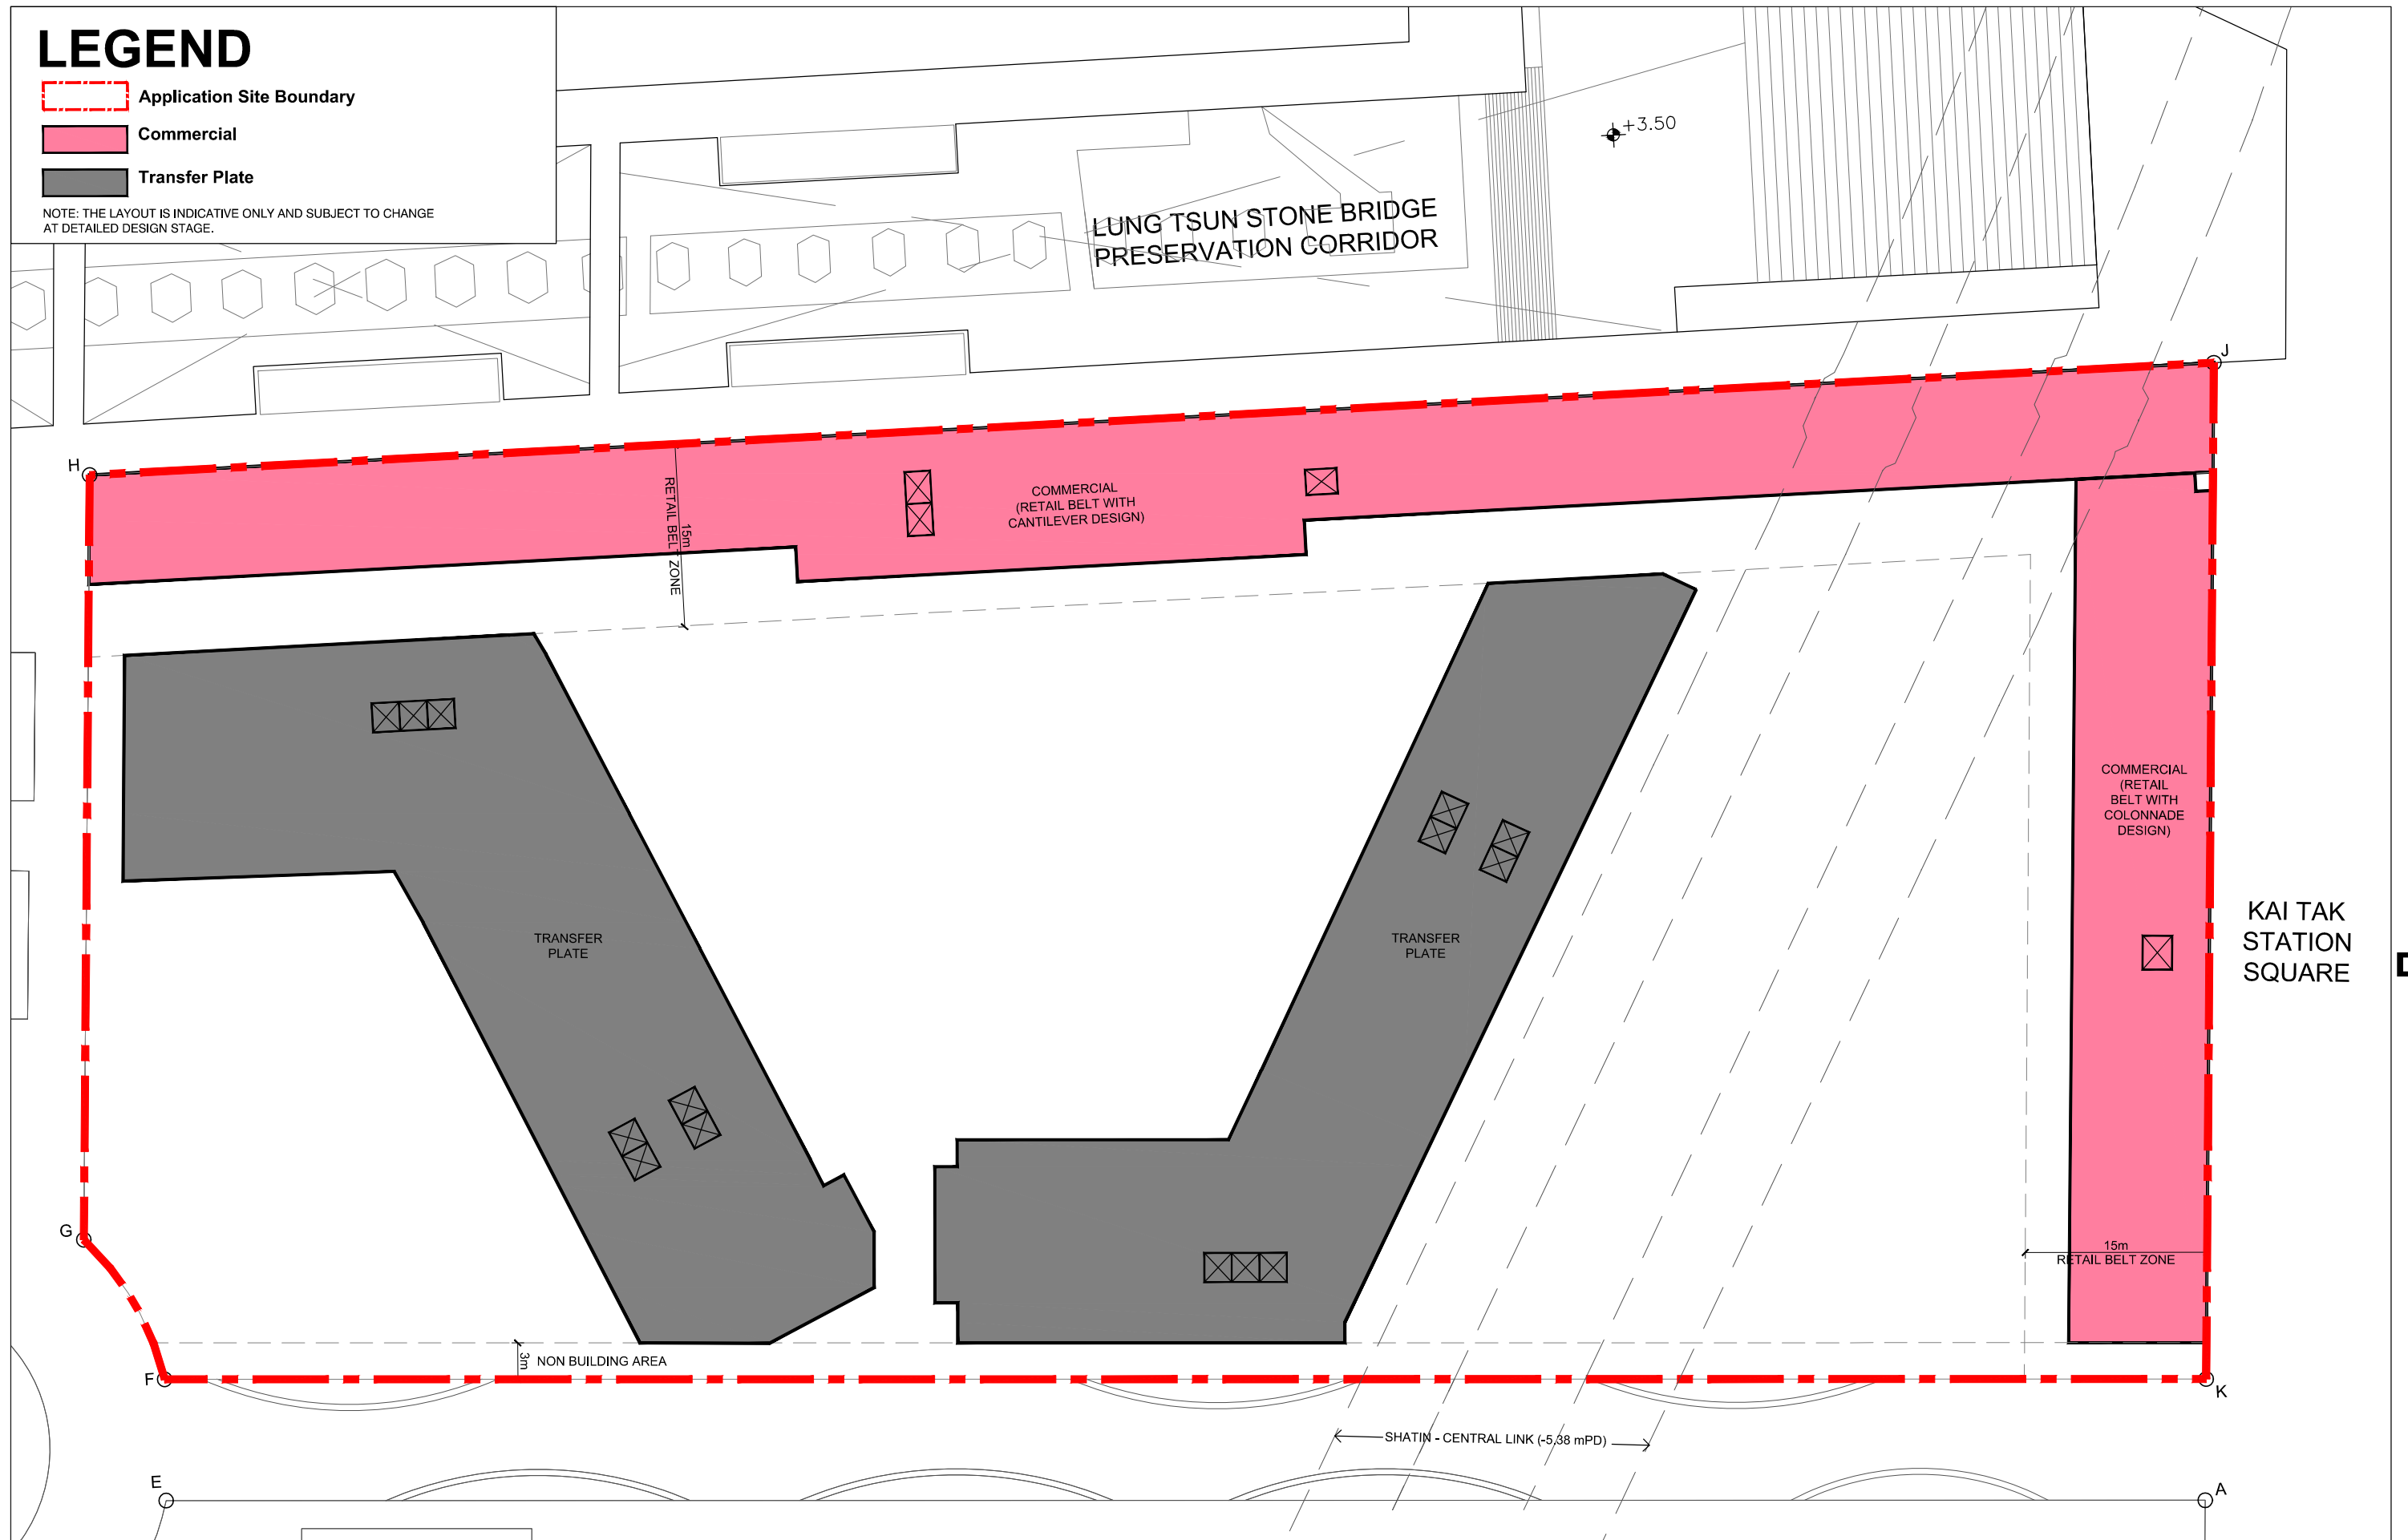 LEGEND
Application Site Boundary
Commercial
Transfer Plate
NOTE: THE LAYOUT IS INDICATIVE ONLY AND SUBJECT TO CHANGE
AT DETAILED DESIGN STAGE.
+3.50
LUNG TSUN STONE BRIDGE
PRESERVATION CORRIDOR
J
H
15m
RETAIL BELT ZONE
COMMERCIAL
(RETAIL BELT WITH
CANTILEVER DESIGN)
COMMERCIAL
(RETAIL
BELT WITH
COLONNADE
DESIGN)
KAI TAK
STATION
SQUARE
TRANSFER
PLATE
TRANSFER
PLATE
G
15m
RETAIL BELT ZONE
3m
NON BUILDING AREA
F
K
SHATIN - CENTRAL LINK (-5.38 mPD)
E
A